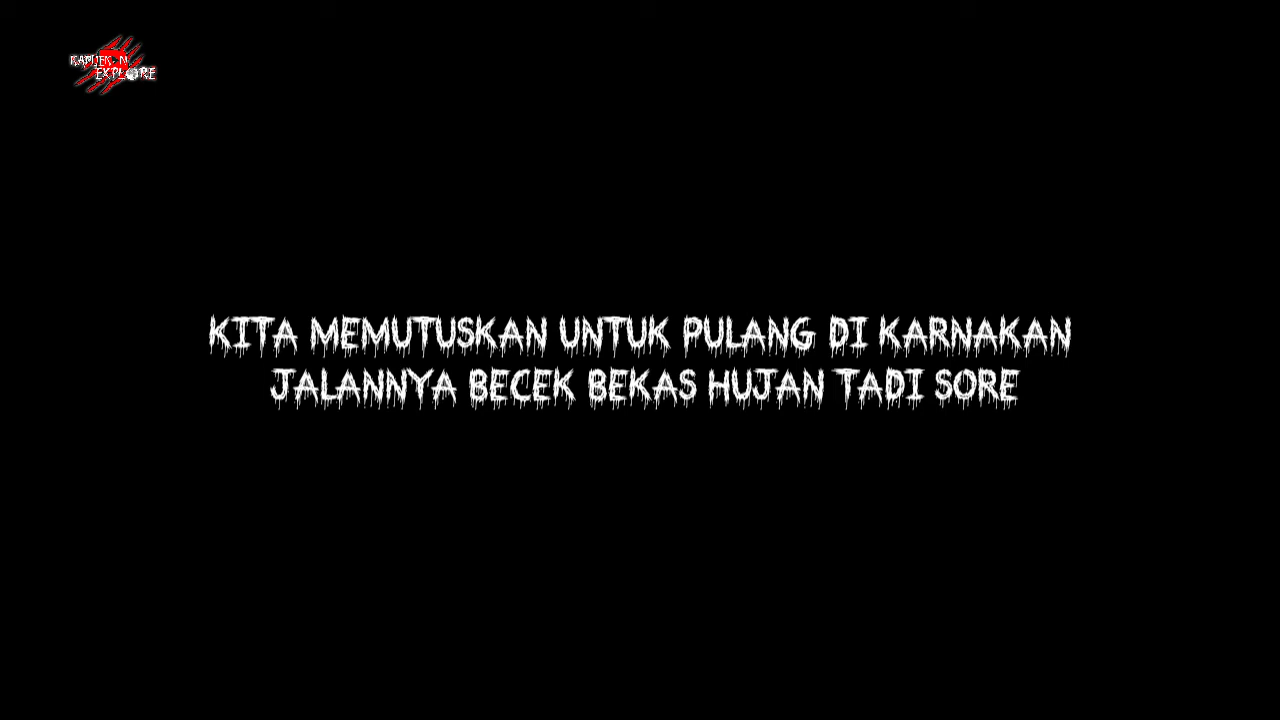 EXPLORE
KITA MEMUTUSKAN UNTUK PULANG DI KARNAKAN
JALANNYA BECEK BEKAS HUJAN TADI SORE